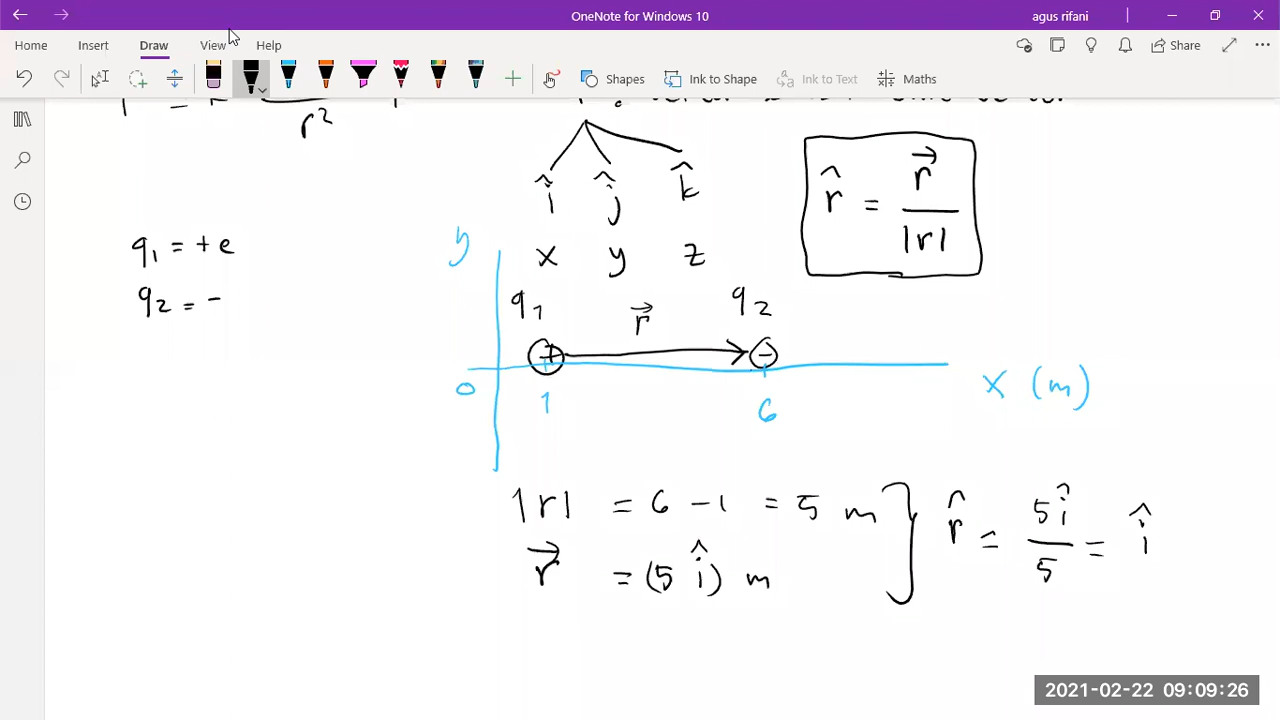 OneNote for Windows 10
agus rifani
Home Insert Draw View Help
Share
Shapes
Ink to Shape
Ink to Text
Maths
r²
î ĵ k̂
x y z
r̂ = r⃗ / |r|
q₁ = + e
q₂ = -
y
q₁ r⃗ q₂
+ -
0 1 6 x (m)
|r| = 6 - 1 = 5 m
r⃗ = (5 î) m
r̂ = 5î / 5 = î
2021-02-22 09:09:26